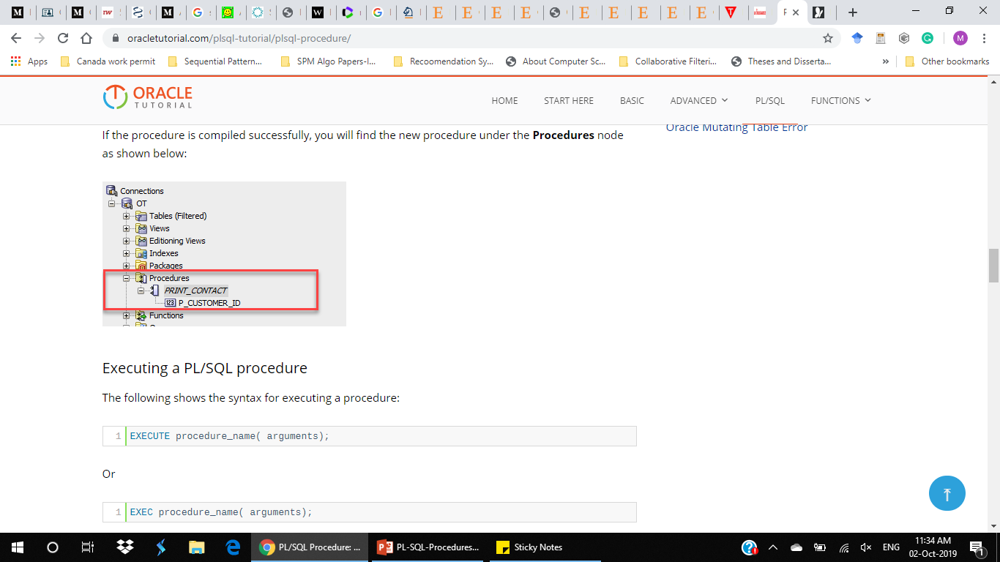 oracletutorial.com/plsql-tutorial/plsql-procedure/
M
Apps
Canada work permit
Sequential Pattern...
SPM Algo Papers-I...
Recoomendation Sy...
About Computer Sc...
Collaborative Filteri...
Theses and Disserta...
»
Other bookmarks
ORACLE
TUTORIAL
HOME
START HERE
BASIC
ADVANCED
PL/SQL
FUNCTIONS
If the procedure is compiled successfully, you will find the new procedure under the Procedures node
as shown below:
Oracle Mutating Table Error
Connections
OT
Tables (Filtered)
Views
Editioning Views
Indexes
Packages
Procedures
PRINT_CONTACT
123 P_CUSTOMER_ID
Functions
Executing a PL/SQL procedure
The following shows the syntax for executing a procedure:
1 EXECUTE procedure_name( arguments);
Or
1 EXEC procedure_name( arguments);
PL/SQL Procedure: ...
PL-SQL-Procedures...
Sticky Notes
ENG
11:34 AM
02-Oct-2019
1